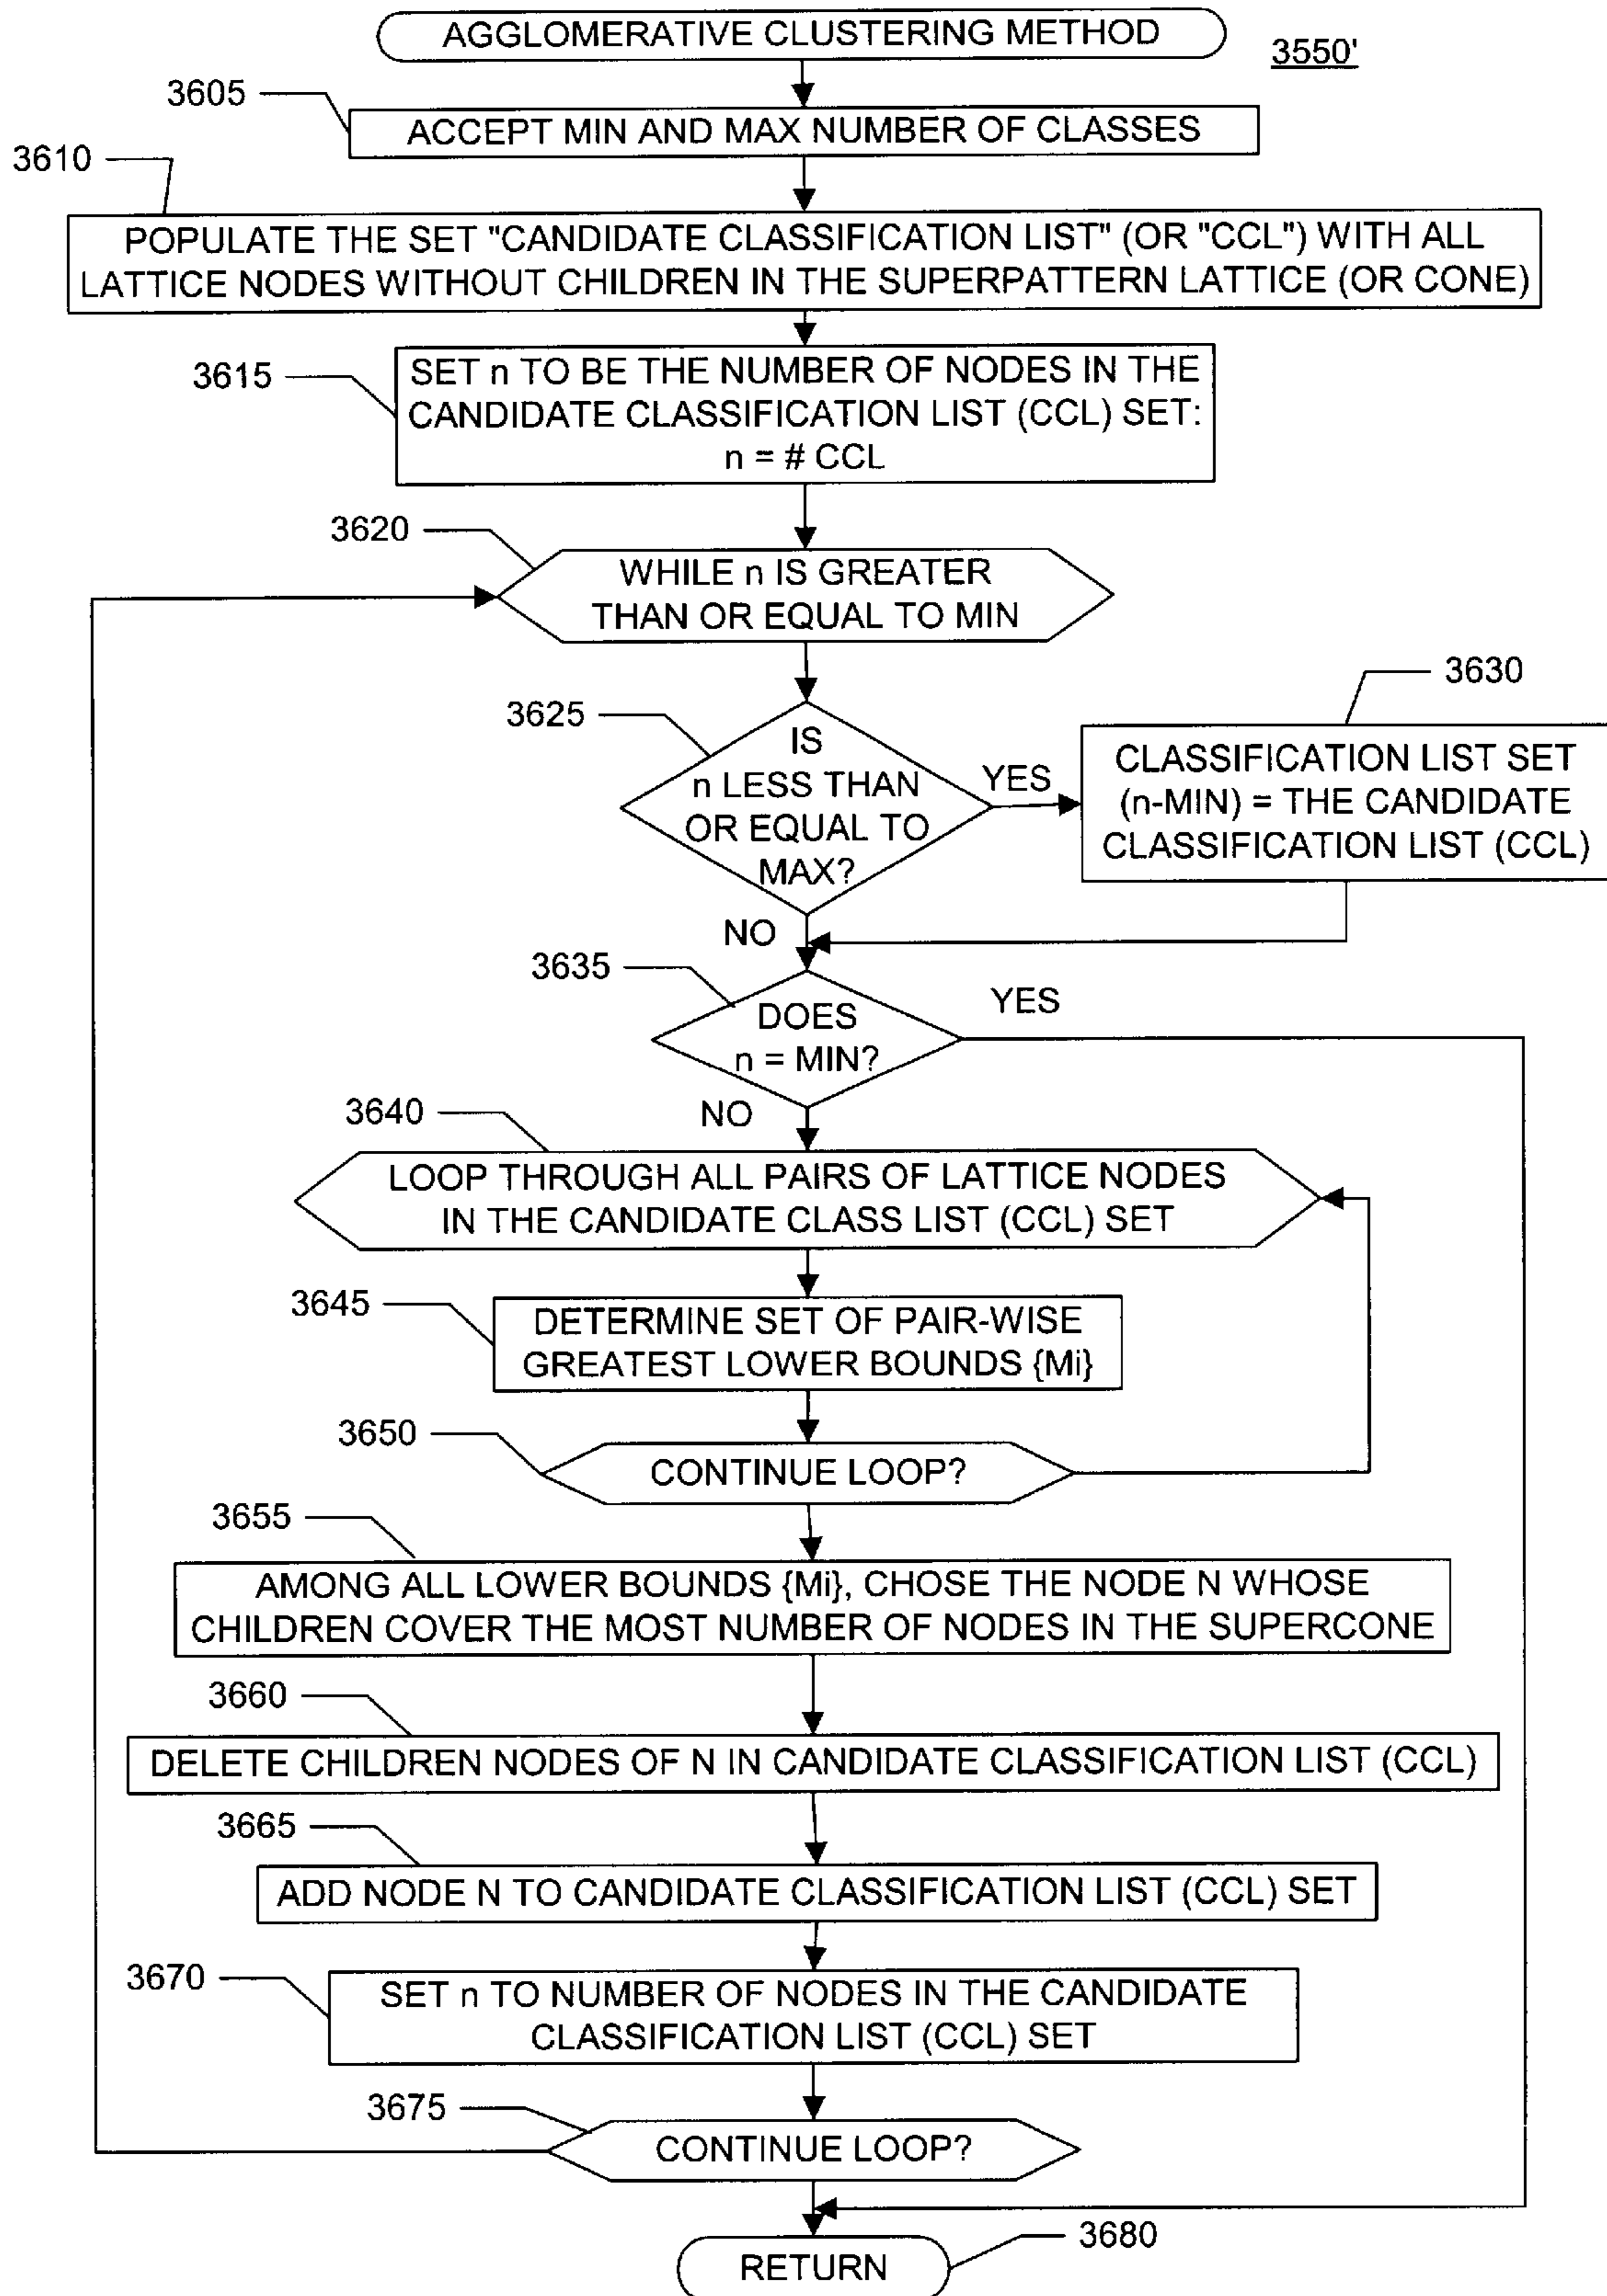 AGGLOMERATIVE CLUSTERING METHOD
3550'
3605
ACCEPT MIN AND MAX NUMBER OF CLASSES
3610
POPULATE THE SET "CANDIDATE CLASSIFICATION LIST" (OR "CCL") WITH ALL
LATTICE NODES WITHOUT CHILDREN IN THE SUPERPATTERN LATTICE (OR CONE)
3615
SET n TO BE THE NUMBER OF NODES IN THE
CANDIDATE CLASSIFICATION LIST (CCL) SET:
n = # CCL
3620
WHILE n IS GREATER
THAN OR EQUAL TO MIN
3625
IS
n LESS THAN
OR EQUAL TO
MAX?
YES
3630
CLASSIFICATION LIST SET
(n-MIN) = THE CANDIDATE
CLASSIFICATION LIST (CCL)
NO
3635
DOES
n = MIN?
YES
NO
3640
LOOP THROUGH ALL PAIRS OF LATTICE NODES
IN THE CANDIDATE CLASS LIST (CCL) SET
3645
DETERMINE SET OF PAIR-WISE
GREATEST LOWER BOUNDS {Mi}
3650
CONTINUE LOOP?
3655
AMONG ALL LOWER BOUNDS {Mi}, CHOSE THE NODE N WHOSE
CHILDREN COVER THE MOST NUMBER OF NODES IN THE SUPERCONE
3660
DELETE CHILDREN NODES OF N IN CANDIDATE CLASSIFICATION LIST (CCL)
3665
ADD NODE N TO CANDIDATE CLASSIFICATION LIST (CCL) SET
3670
SET n TO NUMBER OF NODES IN THE CANDIDATE
CLASSIFICATION LIST (CCL) SET
3675
CONTINUE LOOP?
3680
RETURN